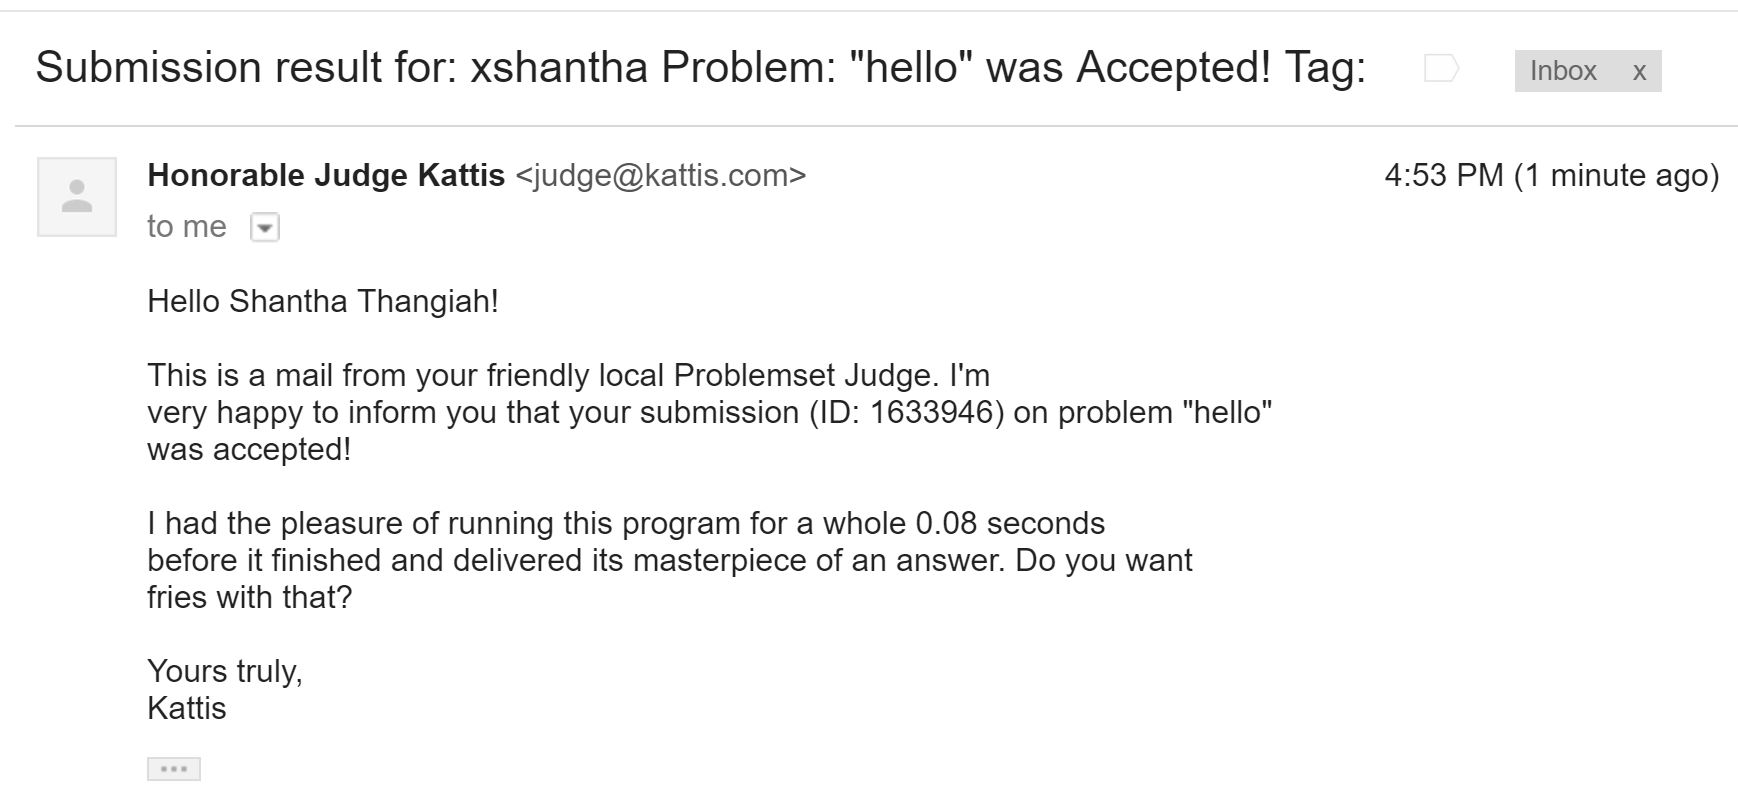 Submission result for: xshantha Problem: "hello" was Accepted! Tag: Inbox x
Honorable Judge Kattis <judge@kattis.com> 4:53 PM (1 minute ago)
to me
Hello Shantha Thangiah!
This is a mail from your friendly local Problemset Judge. I'm
very happy to inform you that your submission (ID: 1633946) on problem "hello"
was accepted!
I had the pleasure of running this program for a whole 0.08 seconds
before it finished and delivered its masterpiece of an answer. Do you want
fries with that?
Yours truly,
Kattis